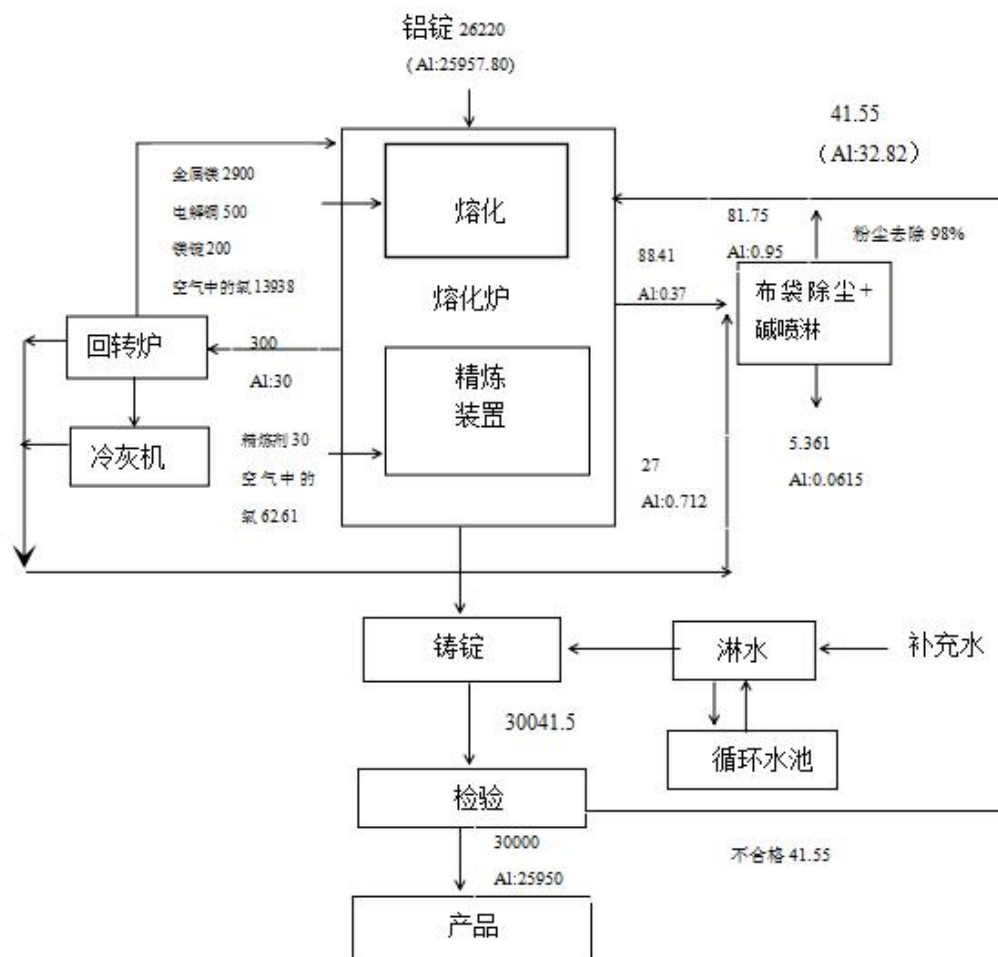 铝锭 26220
(Al:25957.80)
41.55
(Al:32.82)
金属镁 2900
电解铜 500
镁锭 200
空气中的氧 13938
熔化
熔化炉
精炼
装置
81.75
Al:0.95
粉尘去除 98%
88.41
Al:0.37
布袋除尘+
碱喷淋
回转炉
300
Al:30
冷灰机
精炼剂 30
空气中的
氧 62.61
27
Al:0.712
5.361
Al:0.0615
铸锭
淋水
补充水
30041.5
循环水池
检验
30000
Al:25950
不合格 41.55
产品